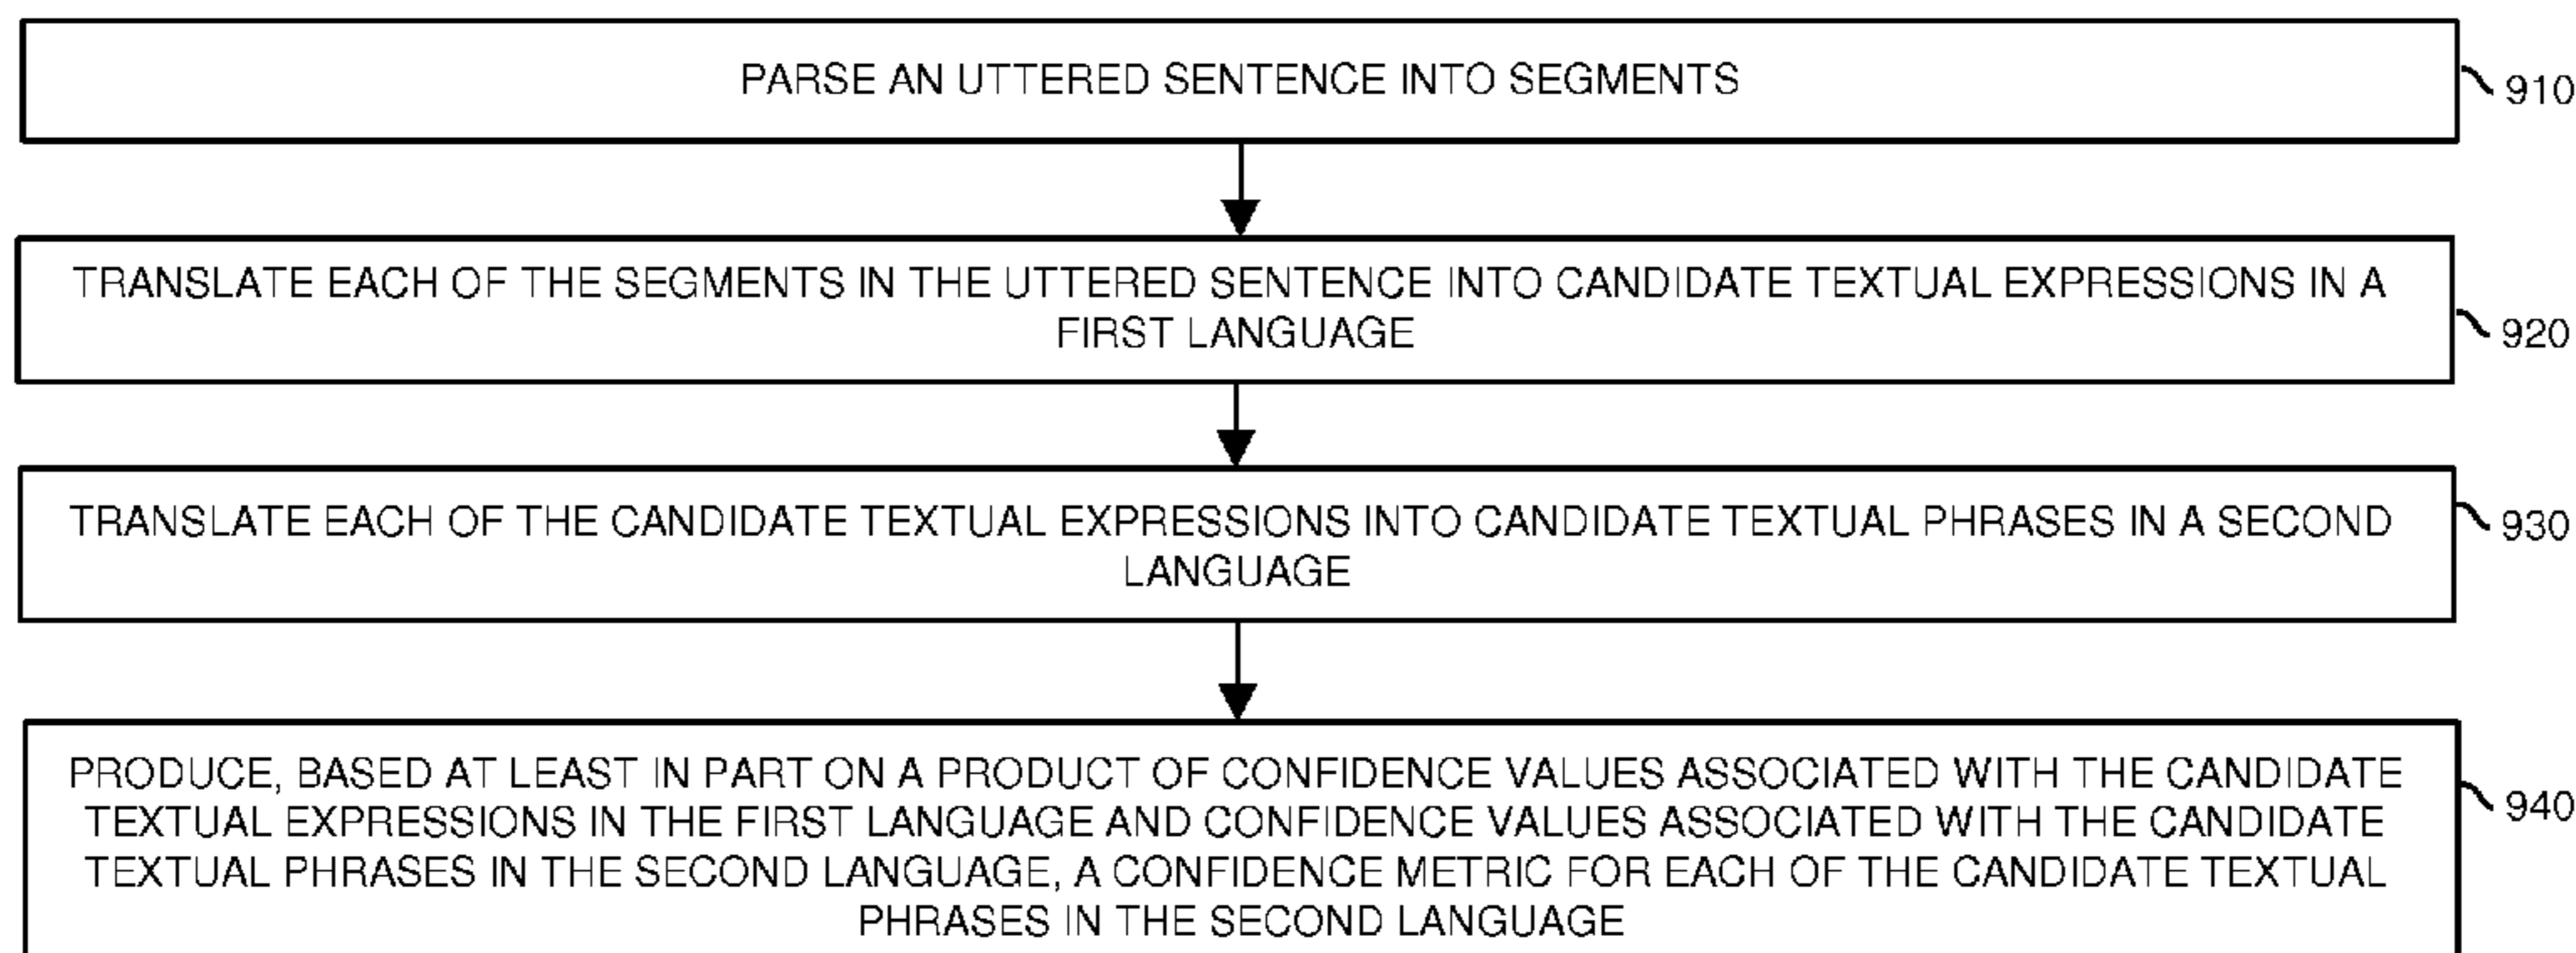 PARSE AN UTTERED SENTENCE INTO SEGMENTS
910
TRANSLATE EACH OF THE SEGMENTS IN THE UTTERED SENTENCE INTO CANDIDATE TEXTUAL EXPRESSIONS IN A
FIRST LANGUAGE
920
TRANSLATE EACH OF THE CANDIDATE TEXTUAL EXPRESSIONS INTO CANDIDATE TEXTUAL PHRASES IN A SECOND
LANGUAGE
930
PRODUCE, BASED AT LEAST IN PART ON A PRODUCT OF CONFIDENCE VALUES ASSOCIATED WITH THE CANDIDATE
TEXTUAL EXPRESSIONS IN THE FIRST LANGUAGE AND CONFIDENCE VALUES ASSOCIATED WITH THE CANDIDATE
TEXTUAL PHRASES IN THE SECOND LANGUAGE, A CONFIDENCE METRIC FOR EACH OF THE CANDIDATE TEXTUAL
PHRASES IN THE SECOND LANGUAGE
940